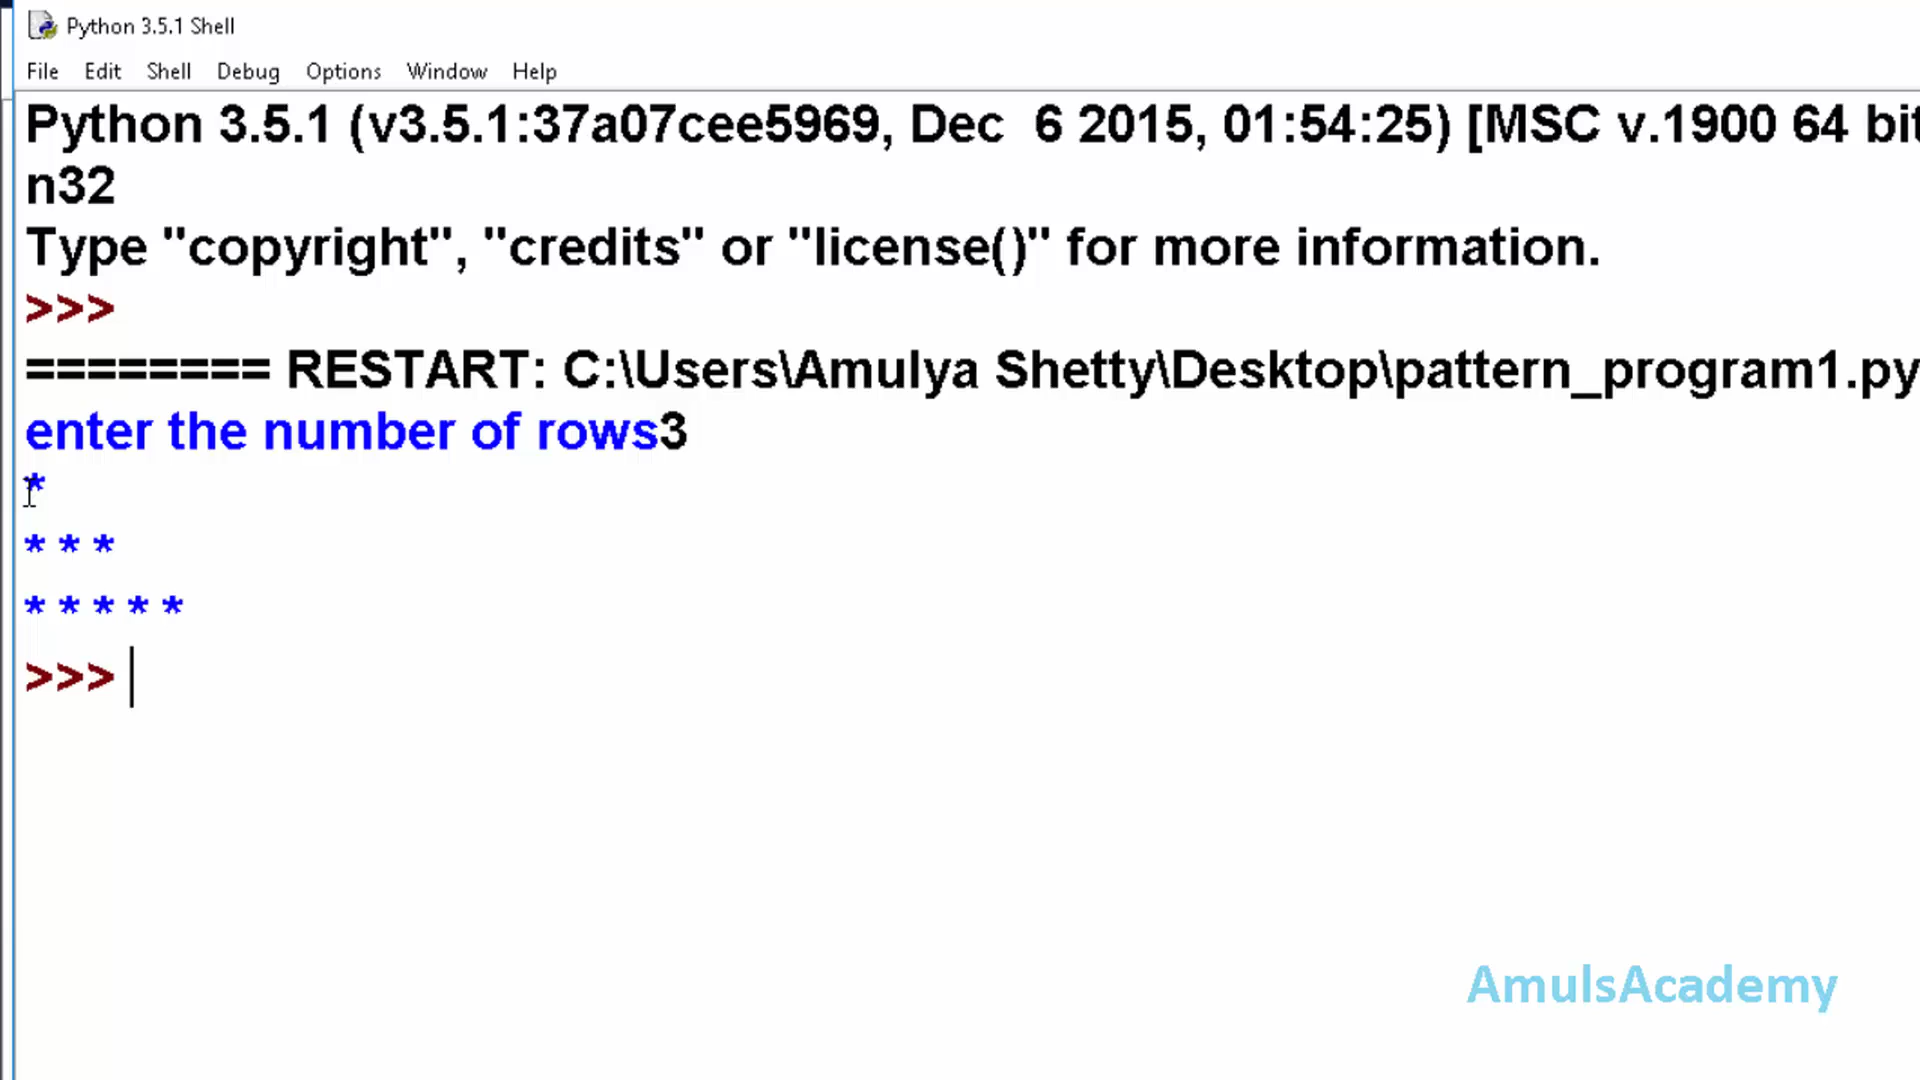 Python 3.5.1 Shell
File Edit Shell Debug Options Window Help
Python 3.5.1 (v3.5.1:37a07cee5969, Dec  6 2015, 01:54:25) [MSC v.1900 64 bit
n32
Type "copyright", "credits" or "license()" for more information.
>>>
======== RESTART: C:\Users\Amulya Shetty\Desktop\pattern_program1.py
enter the number of rows3
*
* * *
* * * * *
>>>
AmulsAcademy